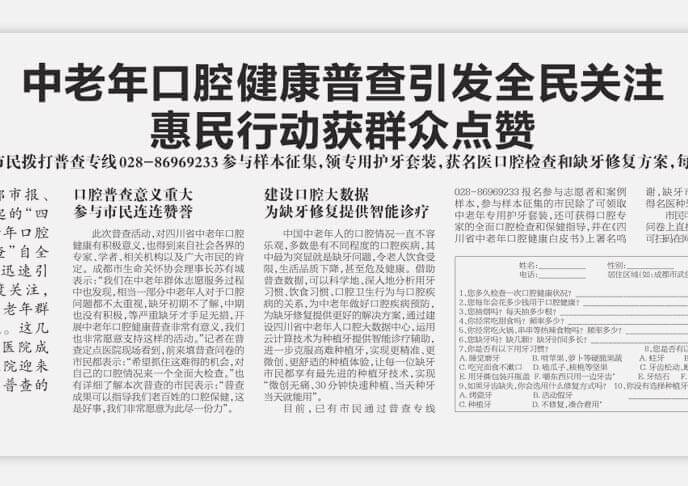 中老年口腔健康普查引发全民关注
惠民行动获群众点赞
市民拨打普查专线028-86969233参与样本征集,领专用护牙套装,获名医口腔检查和缺牙修复方案,每
都市报、
起的“四
年年口腔
查”自全
迅速引
度关注,
老年群
。这几
医院成
院迎来
普查的
口腔普查意义重大
参与市民连连赞誉
此次普查活动,对四川省中老年口腔
健康有积极意义,也得到来自社会各界的
专家,学者,相关机构以及广大市民的肯
定。成都市生命关怀协会理事长苏有城
表示:“我们在中老年群体志愿服务过程
中也发现,相当一部分中老年人对于口腔
问题都不太重视,缺牙初期不了解,中期
也没有积极,等严重缺牙才手足无措,开
展中老年口腔健康普查非常有意义,我们
也非常愿意支持这样的活动。”记者在普
查定点医院现场看到,前来填普查问卷的
市民都表示:“希望抓住这难得的机会,对
自己的口腔情况来一个全面大检查。”也
有详细了解本次普查的市民表示:“普查
成果可以指导我们老百姓的口腔保健,这
是好事,我们非常愿意为此尽一份力”。
建设口腔大数据
为缺牙修复提供智能诊疗
中国中老年人的口腔情况一直不容
乐观,多数患有不同程度的口腔疾病,其
中最为突显就是缺牙问题,令老人饮食受
限,生活品质下降,甚至危及健康。借助
普查数据,可以科学地,深入地分析用牙
习惯,饮食习惯,口腔卫生行为与口腔疾病
的关系,为中老年做好口腔疾病预防,
为缺牙修复提供更好的解决方案,通过建
设四川省中老年人口腔大数据中心,运用
云计算技术为种植牙提供智能诊疗辅助,
进一步克服高难种植牙,实现更精准,更
微创,更舒适的种植体验,让每一位缺牙
市民都享有最先进的种植牙技术,实现
“微创无痛,30分钟快速种植,当天种牙
当天就能用”。
目前,已有市民通过普查专线
028-86969233报名参与志愿者和案例
样本,参与样本征集的市民除了可领取
中老年专用护牙套装,还可获得口腔专
家的全面口腔检查和保健指导,并在《四
川省中老年口腔健康白皮书》上署名鸣
谢,缺牙
得名医种
市民可
问卷上直接
可扫码在网
姓名: 性别:
电话: 居住区域(如:成都市武
1.您多久检查一次口腔健康状况?
2.您每年会花多少钱用于口腔健康?
3.您抽烟吗?每天抽多少根?
4.你经常吃甜食吗?频率多少?
5.你经常吃火锅,串串等热辣食物吗?频率多少?
6.您缺牙吗?缺几颗?缺牙时间多长?
7.你是否有以下用牙习惯? 8.您是否有
A.睡觉磨牙 B.啃苹果,萝卜等硬脆果蔬 A.蛀牙 B
C.吃完面食不漱口 D.嗑瓜子,核桃等坚果 C.牙齿松动,
E.用牙撕包装开瓶盖 F.嚼东西只用一边牙齿” E.牙结石 F.
9.如果牙齿缺失,你会选用什么修复方式吗? 10.你没有选择种植牙
A.烤瓷牙 B.活动假牙
C.种植牙 D.不修复,凑合着用”